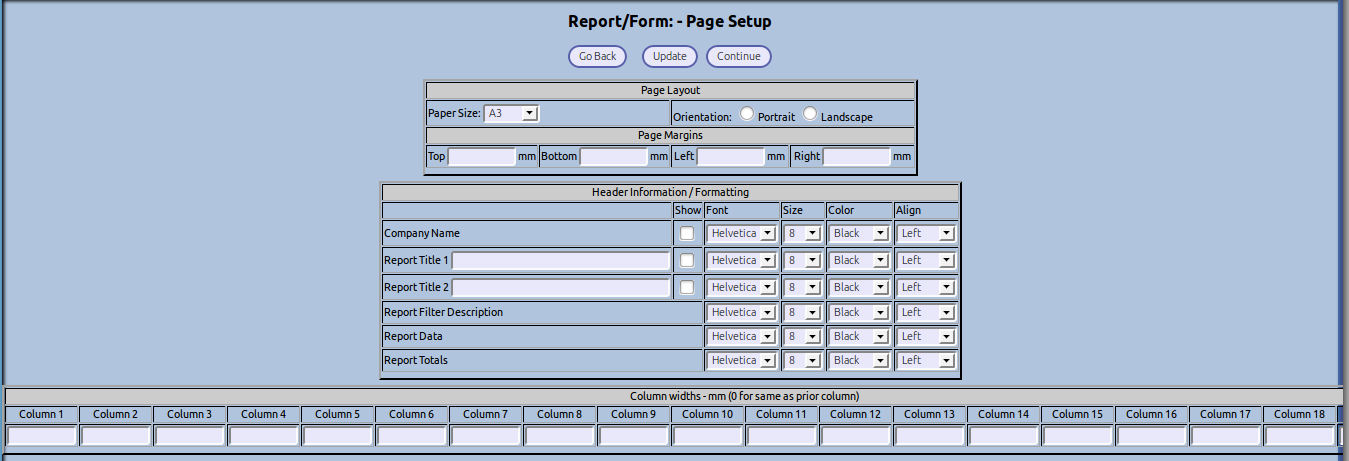 Report/Form: - Page Setup
Go Back Update Continue
Page Layout
Paper Size: A3 Orientation: Portrait Landscape
Page Margins
Top mm Bottom mm Left mm Right mm
Header Information / Formatting
Show Font Size Color Align
Company Name Helvetica 8 Black Left
Report Title 1 Helvetica 8 Black Left
Report Title 2 Helvetica 8 Black Left
Report Filter Description Helvetica 8 Black Left
Report Data Helvetica 8 Black Left
Report Totals Helvetica 8 Black Left
Column widths - mm (0 for same as prior column)
Column 1 Column 2 Column 3 Column 4 Column 5 Column 6 Column 7 Column 8 Column 9 Column 10 Column 11 Column 12 Column 13 Column 14 Column 15 Column 16 Column 17 Column 18